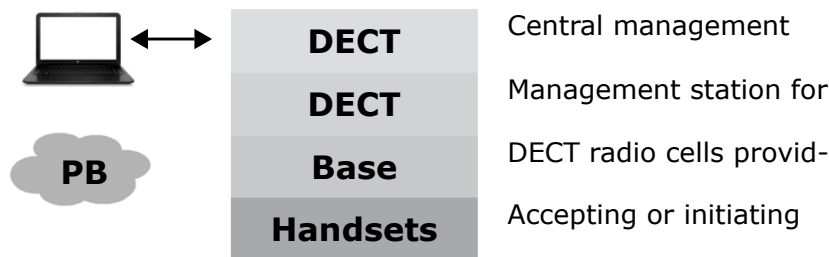 DECT
Central management
DECT
Management station for
PB
Base
DECT radio cells provid-
Handsets
Accepting or initiating